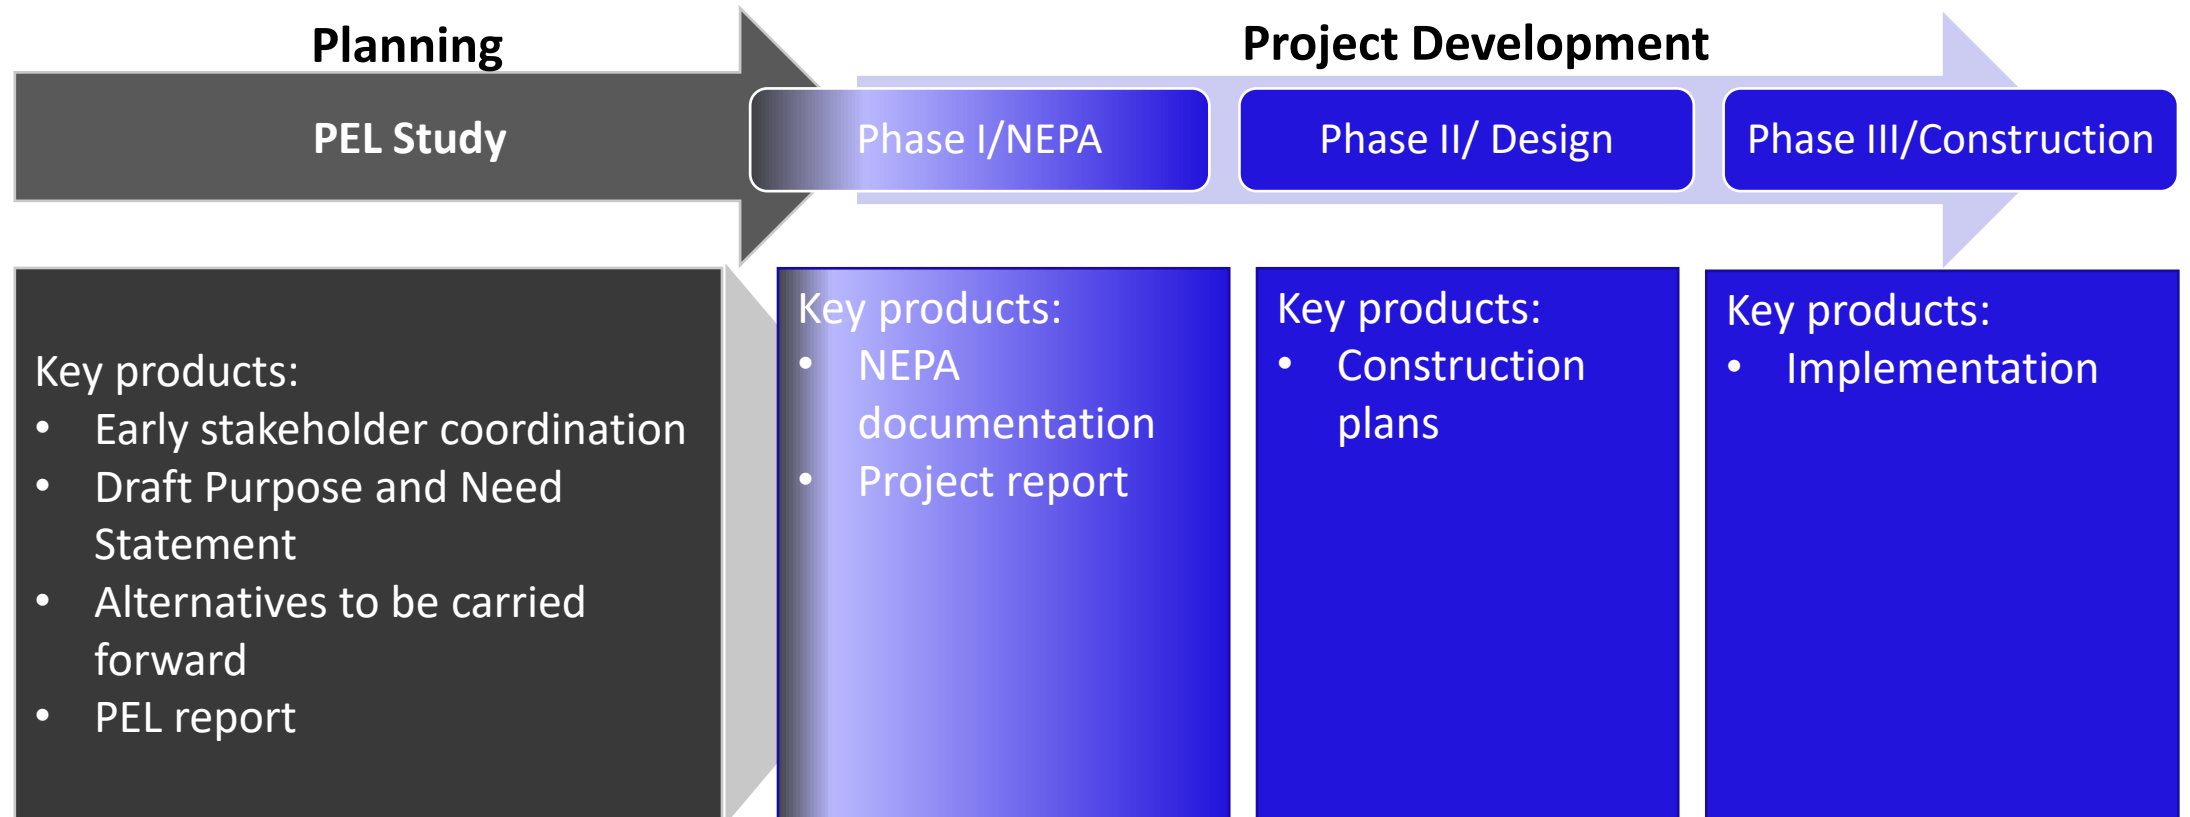 Planning
Project Development
PEL Study
Phase I/NEPA
Phase II/ Design
Phase III/Construction
Key products:
• Early stakeholder coordination
• Draft Purpose and Need
Statement
• Alternatives to be carried
forward
• PEL report
Key products:
• NEPA
documentation
• Project report
Key products:
• Construction
plans
Key products:
• Implementation